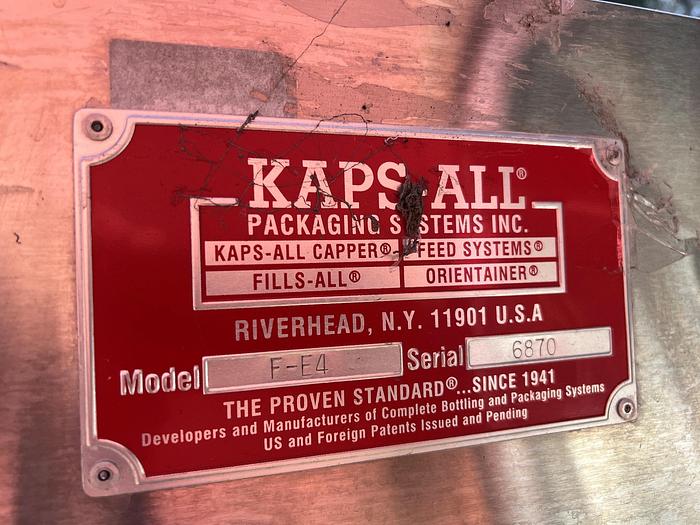 KAPS-ALL®
PACKAGING SYSTEMS INC.
KAPS-ALL CAPPER® FEED SYSTEMS®
FILLS-ALL® ORIENTAINER®
RIVERHEAD, N.Y. 11901 U.S.A
Model F-E4 Serial 6870
THE PROVEN STANDARD®...SINCE 1941
Developers and Manufacturers of Complete Bottling and Packaging Systems
US and Foreign Patents Issued and Pending